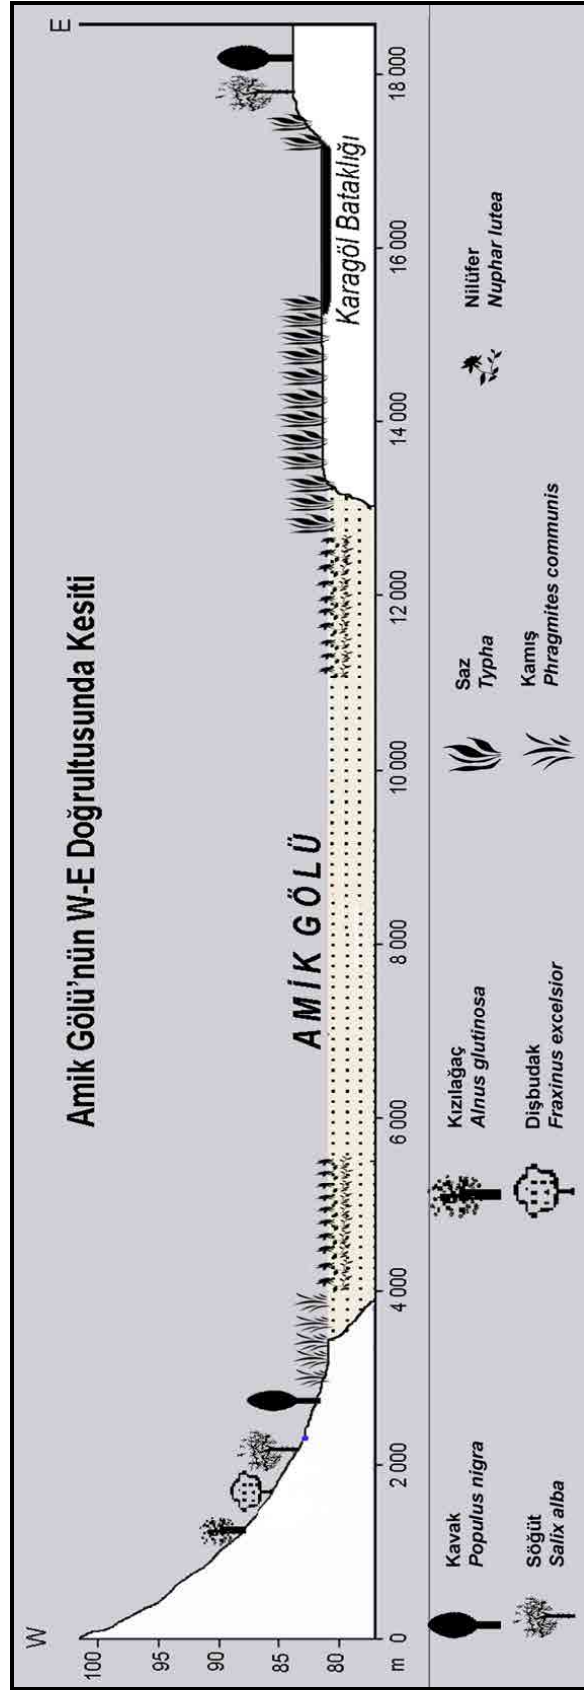 Amik Gölü'nün W-E Doğrultusunda Kesiti
W
E
100
95
90
85
80
m
AMİK GÖLÜ
Karagöl Bataklığı
0
2 000
4 000
6 000
8 000
10 000
12 000
14 000
16 000
18 000
Kavak
Populus nigra
Kızılağaç
Alnus glutinosa
Saz
Typha
Nilüfer
Nuphar lutea
Söğüt
Salix alba
Dişbudak
Fraxinus excelsior
Kamış
Phragmites communis